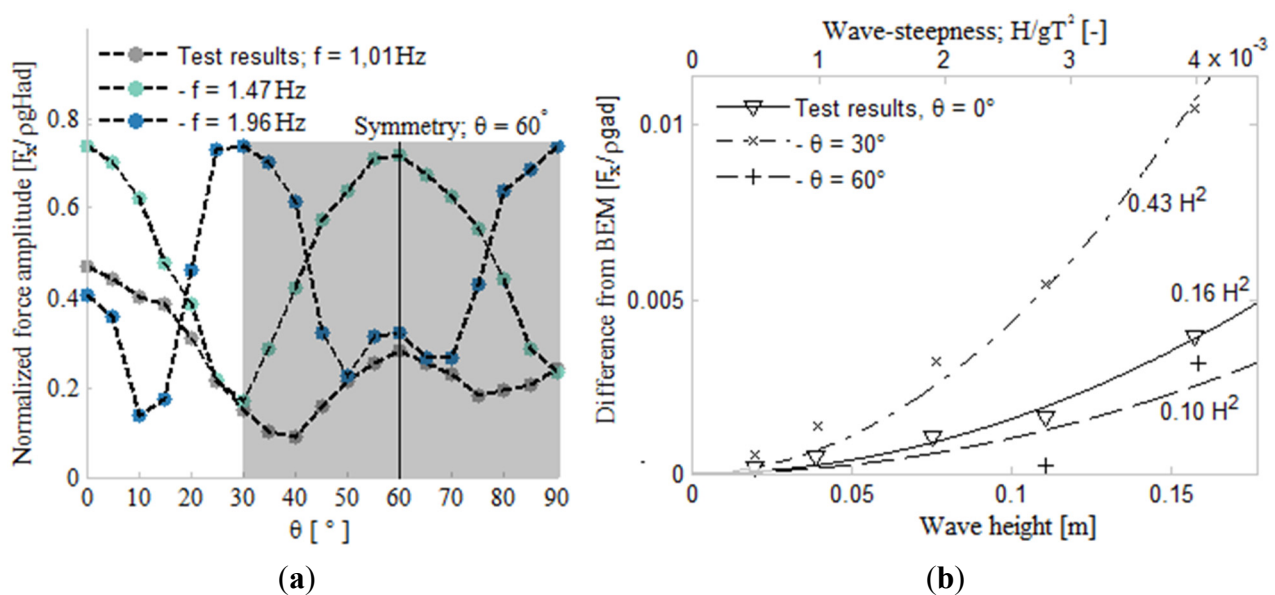 Test results; f = 1,01Hz
- f = 1.47 Hz
- f = 1.96 Hz
Symmetry; θ = 60°
Normalized force amplitude [Fx/ρgHad]
0.8
0.6
0.4
0.2
0
0 10 20 30 40 50 60 70 80 90
θ [ ° ]
(a)
Wave-steepness; H/gT² [-]
0 1 2 3 4 x 10⁻³
Test results, θ = 0°
- θ = 30°
- θ = 60°
Difference from BEM [Fx/ρgad]
0.01
0.005
0
0.43 H²
0.16 H²
0.10 H²
0 0.05 0.1 0.15
Wave height [m]
(b)